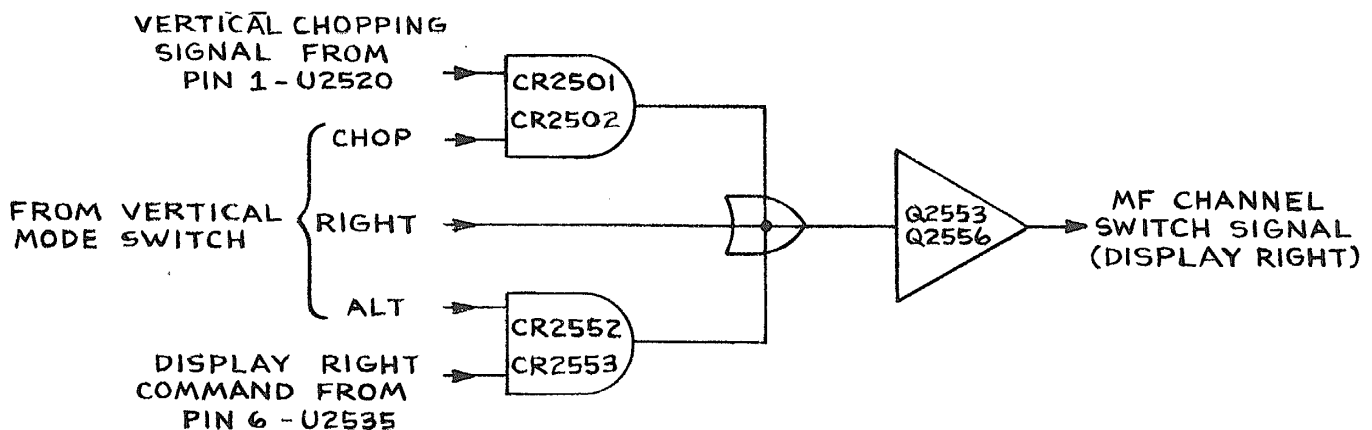 VERTICAL CHOPPING
SIGNAL FROM
PIN 1 - U2520
CR2501
CR2502
CHOP
FROM VERTICAL
MODE SWITCH
RIGHT
Q2553
Q2556
MF CHANNEL
SWITCH SIGNAL
(DISPLAY RIGHT)
ALT
CR2552
CR2553
DISPLAY RIGHT
COMMAND FROM
PIN 6 - U2535